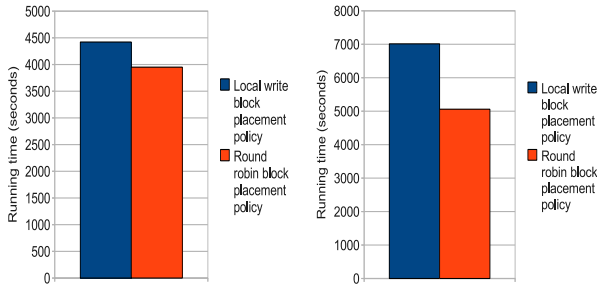 5000
4500
4000
3500
3000
2500
2000
1500
1000
500
0
Running time (seconds)
Local write
block
placement
policy
Round
robin block
placement
policy
8000
7000
6000
5000
4000
3000
2000
1000
0
Running time (seconds)
Local write
block
placement
policy
Round
robin block
placement
policy